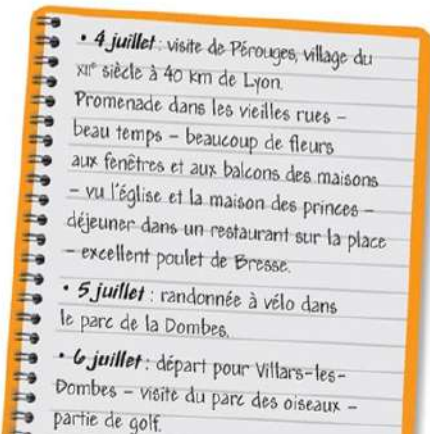 • 4 juillet : visite de Pérouges, village du
XIIᵉ siècle à 40 km de Lyon.
Promenade dans les vieilles rues –
beau temps – beaucoup de fleurs
aux fenêtres et aux balcons des maisons
– vu l'église et la maison des princes –
déjeuner dans un restaurant sur la place
– excellent poulet de Bresse.
• 5 juillet : randonnée à vélo dans
le parc de la Dombes.
• 6 juillet : départ pour Villars-les-
Dombes – visite du parc des oiseaux –
partie de golf.